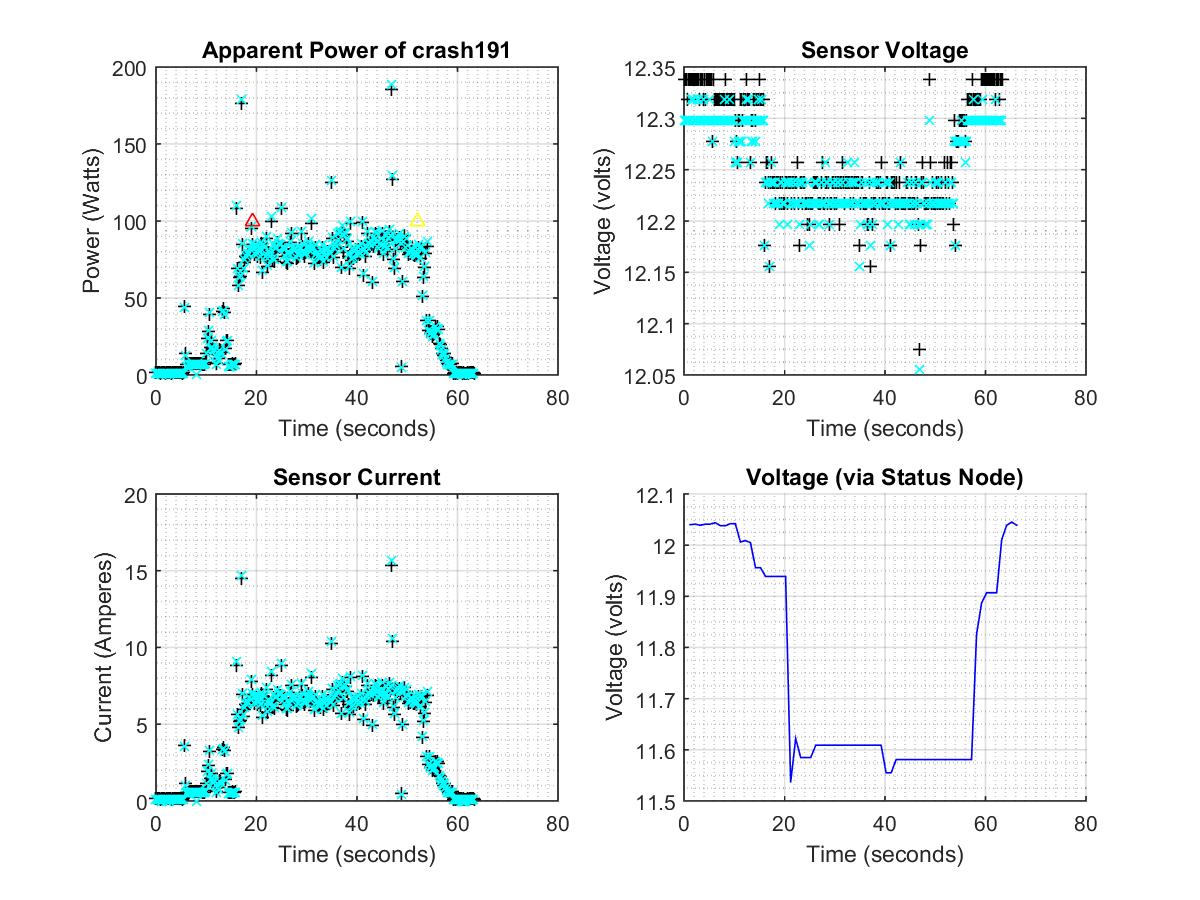 Apparent Power of crash191
200
150
100
50
0
Power (Watts)
0 20 40 60 80
Time (seconds)
Sensor Voltage
12.35
12.3
12.25
12.2
12.15
12.1
12.05
Voltage (volts)
0 20 40 60 80
Time (seconds)
Sensor Current
20
15
10
5
0
Current (Amperes)
0 20 40 60 80
Time (seconds)
Voltage (via Status Node)
12.1
12
11.9
11.8
11.7
11.6
11.5
Voltage (volts)
0 20 40 60 80
Time (seconds)